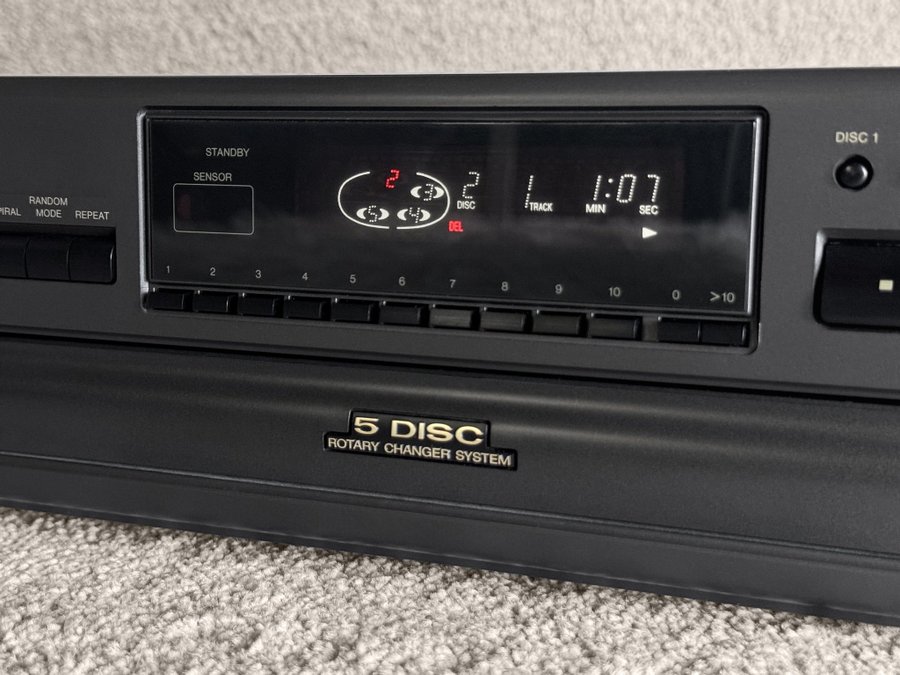 STANDBY
SENSOR
DISC 1
RANDOM
MODE
REPEAT
2
3
5
4
2
DISC
DEL
1
TRACK
1:07
MIN
SEC
1 2 3 4 5 6 7 8 9 10 0 >10
5 DISC
ROTARY CHANGER SYSTEM